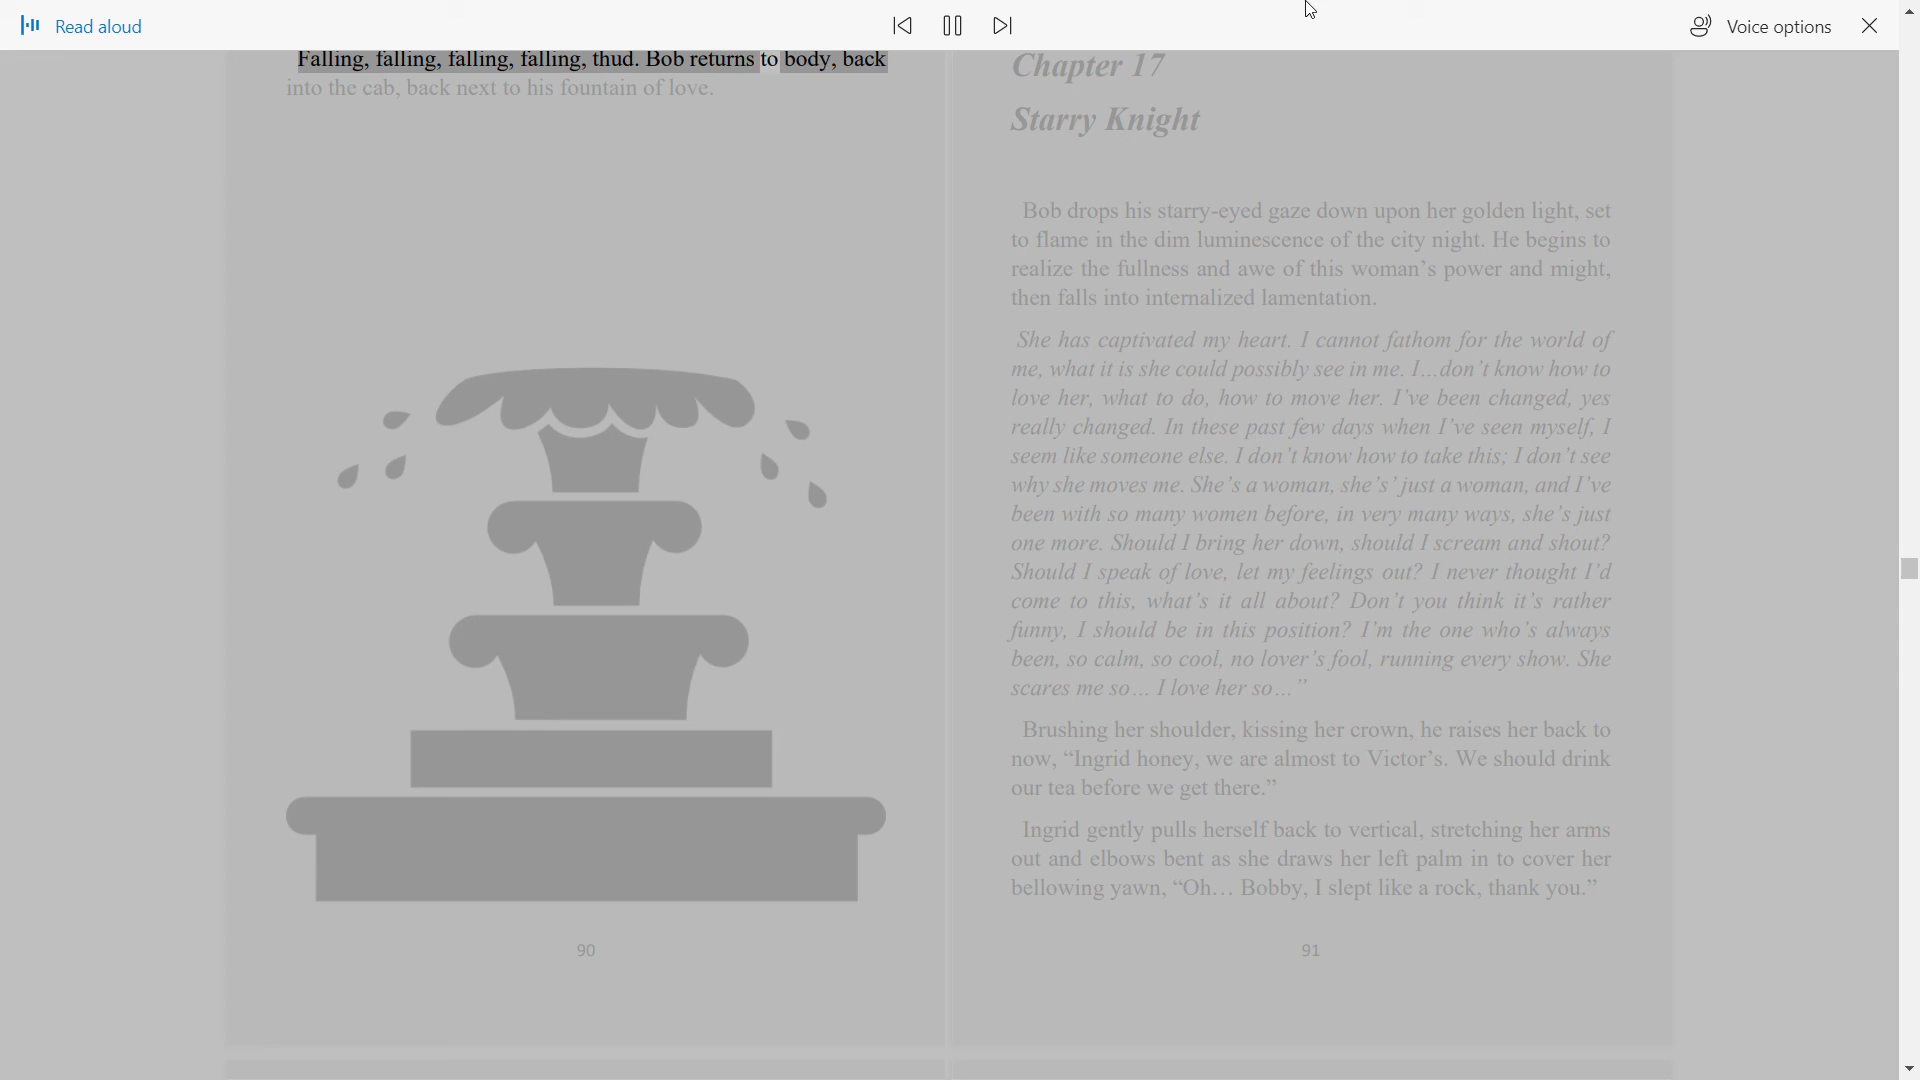 Read aloud
Voice options
Falling, falling, falling, falling, thud. Bob returns to body, back
into the cab, back next to his fountain of love.
90
Chapter 17
Starry Knight
Bob drops his starry-eyed gaze down upon her golden light, set
to flame in the dim luminescence of the city night. He begins to
realize the fullness and awe of this woman’s power and might,
then falls into internalized lamentation.
She has captivated my heart. I cannot fathom for the world of
me, what it is she could possibly see in me. I…don’t know how to
love her, what to do, how to move her. I’ve been changed, yes
really changed. In these past few days when I’ve seen myself, I
seem like someone else. I don’t know how to take this; I don’t see
why she moves me. She’s a woman, she’s’ just a woman, and I’ve
been with so many women before, in very many ways, she’s just
one more. Should I bring her down, should I scream and shout?
Should I speak of love, let my feelings out? I never thought I’d
come to this, what’s it all about? Don’t you think it’s rather
funny, I should be in this position? I’m the one who’s always
been, so calm, so cool, no lover’s fool, running every show. She
scares me so… I love her so…”
Brushing her shoulder, kissing her crown, he raises her back to
now, “Ingrid honey, we are almost to Victor’s. We should drink
our tea before we get there.”
Ingrid gently pulls herself back to vertical, stretching her arms
out and elbows bent as she draws her left palm in to cover her
bellowing yawn, “Oh… Bobby, I slept like a rock, thank you.”
91